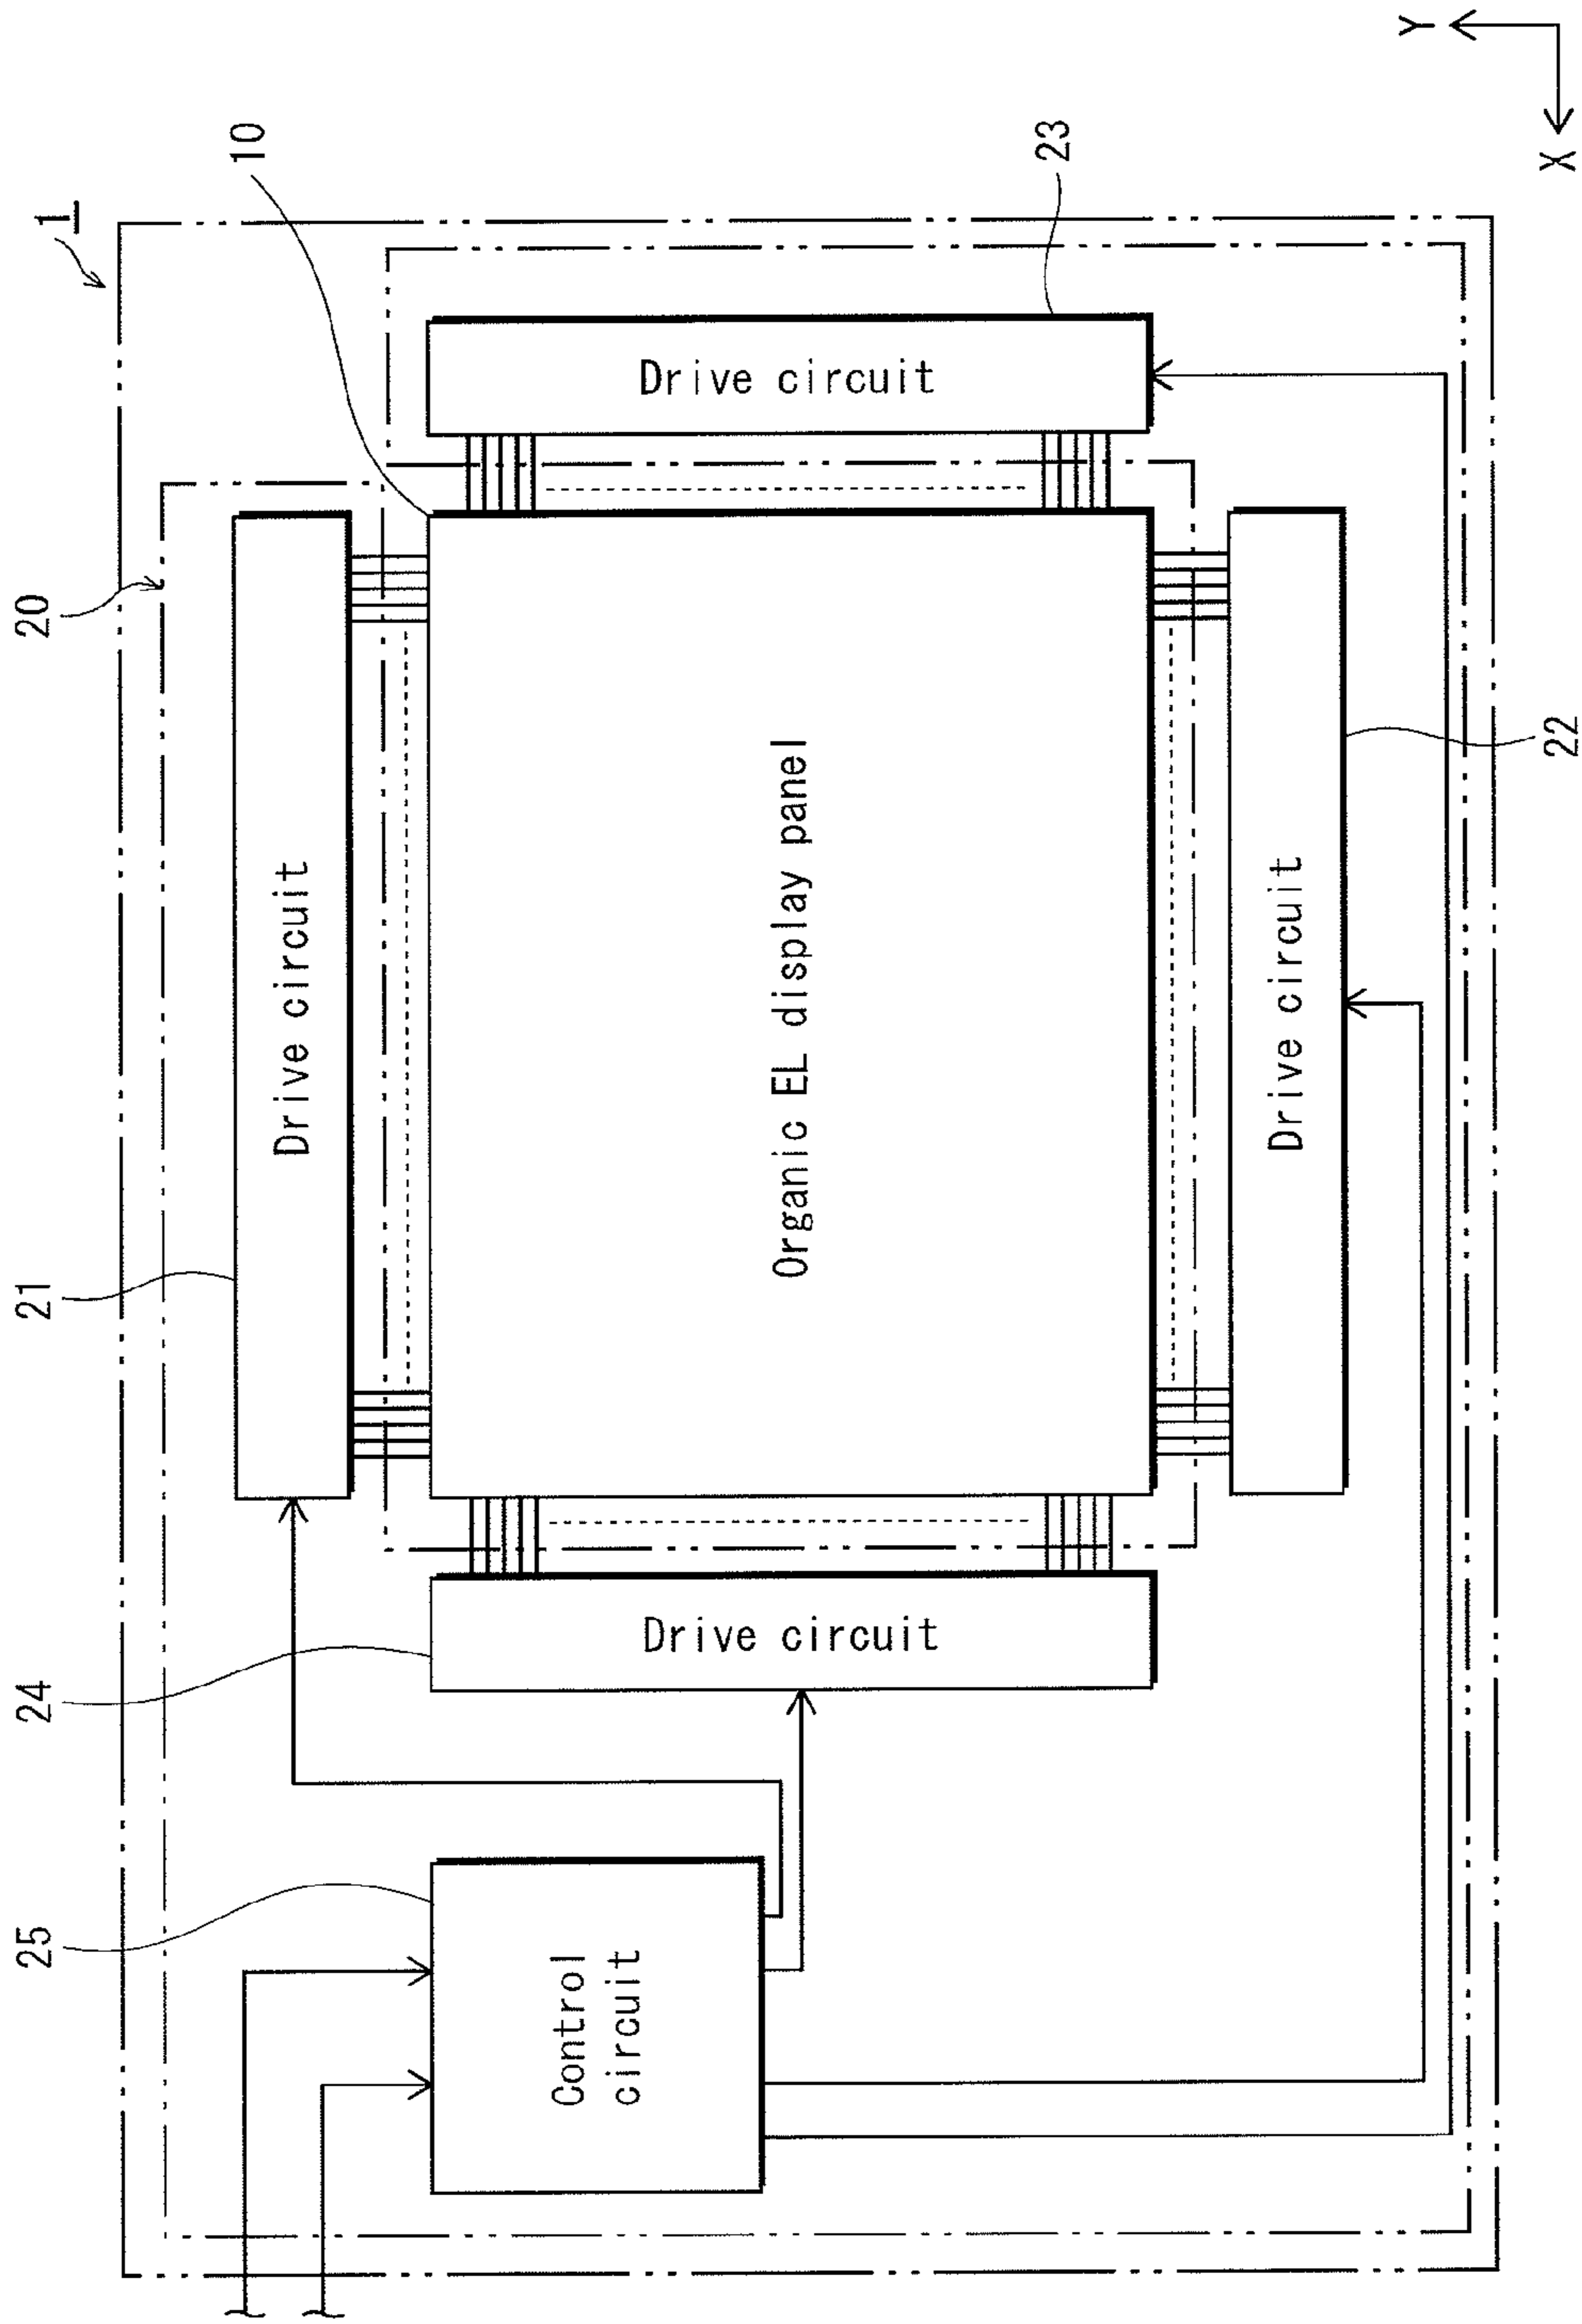 1
20
21
24
25
10
23
22
Drive circuit
Drive circuit
Organic EL display panel
Drive circuit
Drive circuit
Control
circuit
Y
X